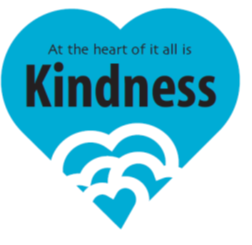 At the heart of it all is
Kindness